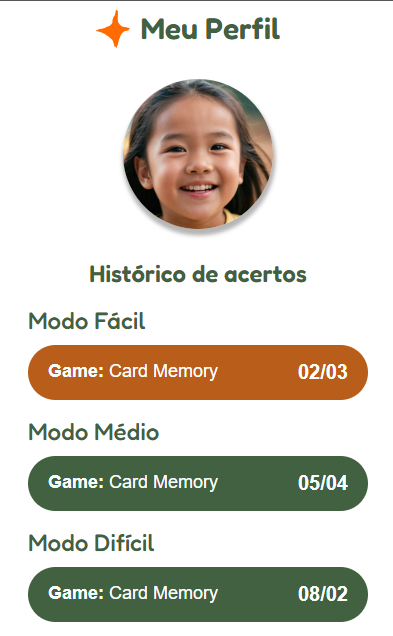 Meu Perfil
Histórico de acertos
Modo Fácil
Game: Card Memory 02/03
Modo Médio
Game: Card Memory 05/04
Modo Difícil
Game: Card Memory 08/02